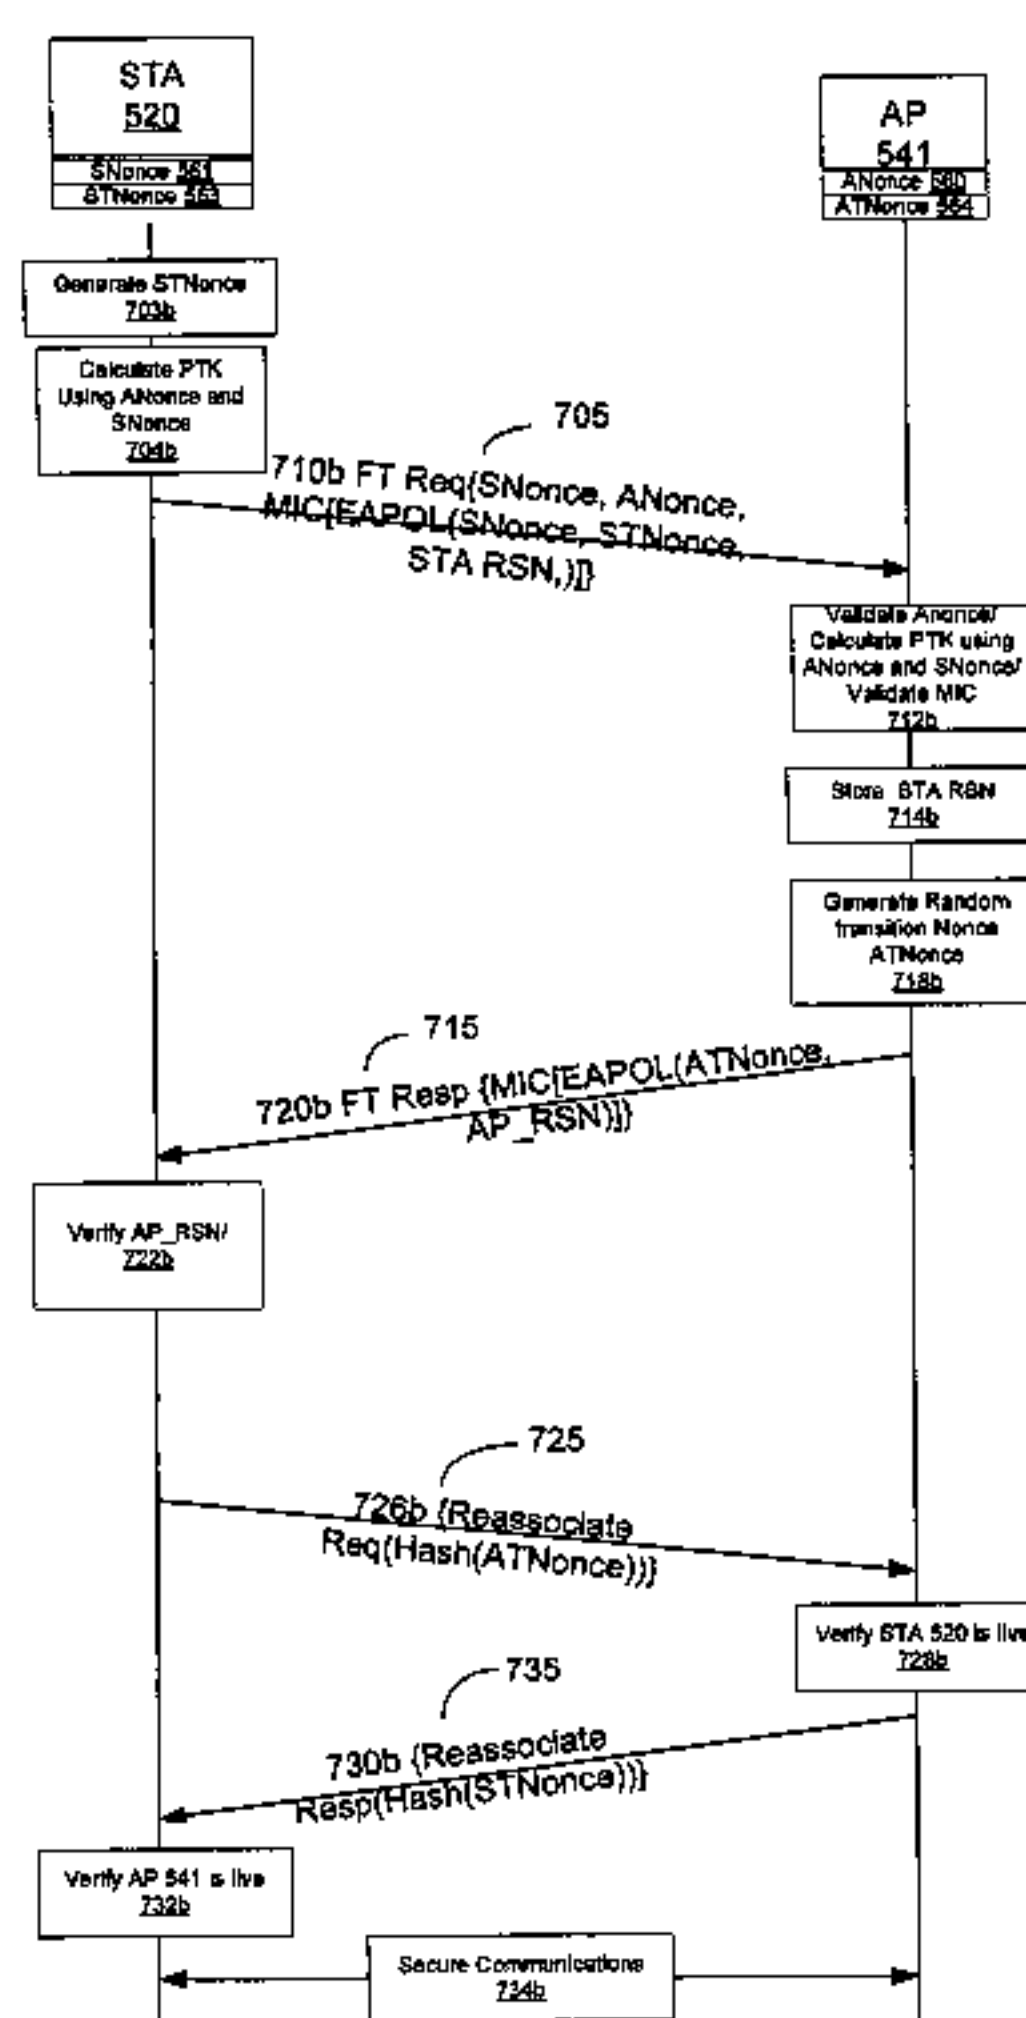 STA
520
SNonce 561
STNonce 563
AP
541
ANonce 560
ATNonce 564
Generate STNonce
703b
Calculate PTK
Using ANonce and
SNonce
704b
705
710b FT Req{SNonce, ANonce,
MIC[EAPOL(SNonce, STNonce,
STA RSN,)]}
Validate Anonce/
Calculate PTK using
ANonce and SNonce/
Validate MIC
712b
Store STA RSN
714b
Generate Random
transition Nonce
ATNonce
718b
715
720b FT Resp {MIC[EAPOL(ATNonce,
AP_RSN)]}
Verify AP_RSN/
722b
725
726b {Reassociate
Req(Hash(ATNonce))}
Verify STA 520 is live
728b
735
730b {Reassociate
Resp(Hash(STNonce))}
Verify AP 541 is live
732b
Secure Communications
734b